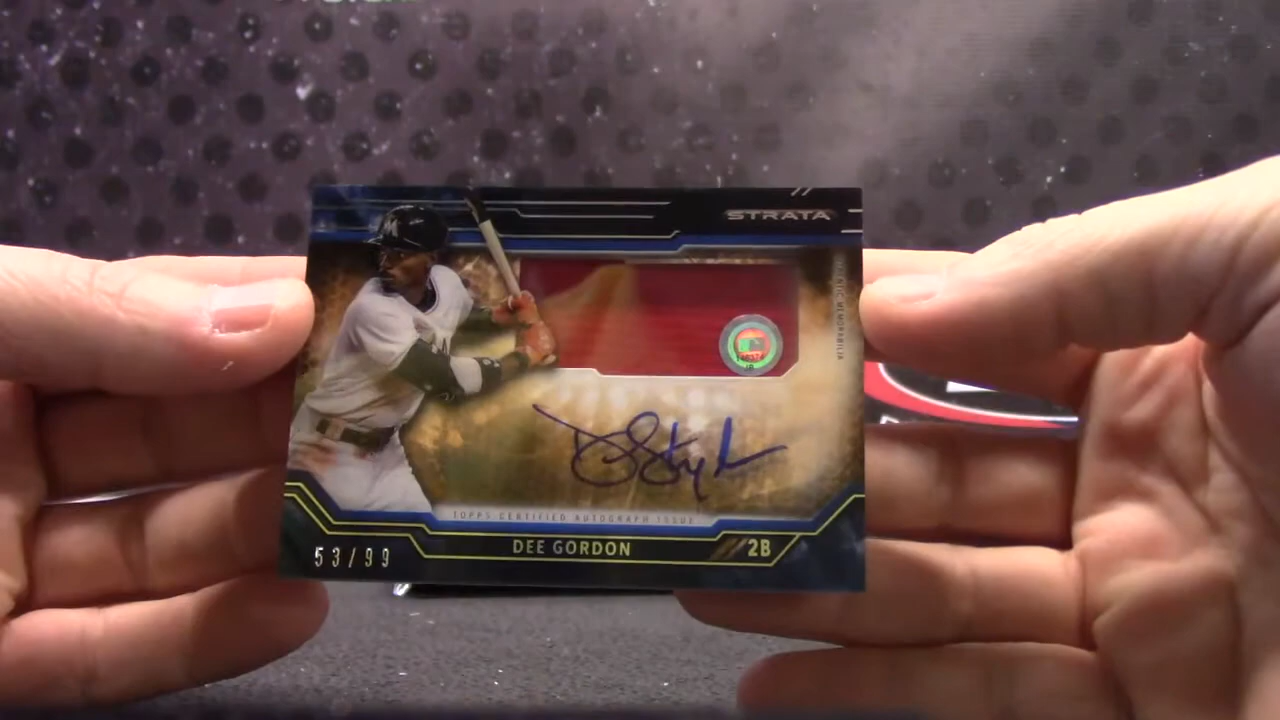 STRATA
M
TOPPS CERTIFIED AUTOGRAPH ISSUE
DEE GORDON
2B
53/99